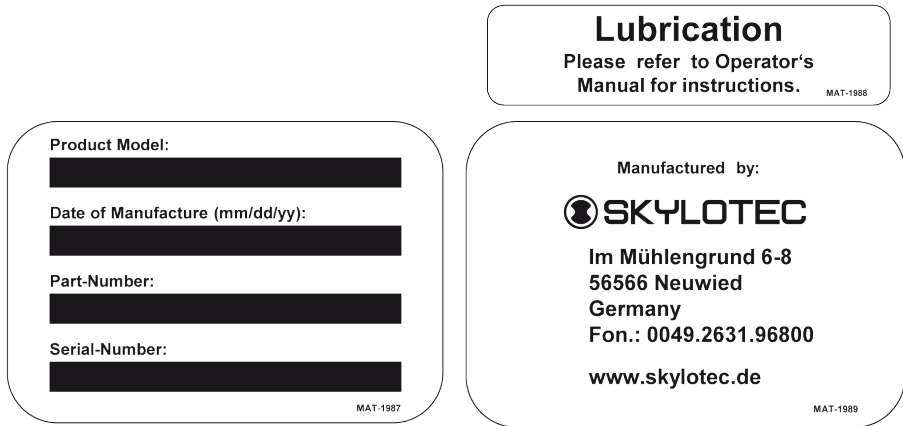 Lubrication
Please refer to Operator‘s
Manual for instructions.
MAT-1988
Product Model:
Date of Manufacture (mm/dd/yy):
Part-Number:
Serial-Number:
MAT-1987
Manufactured by:
SKYLOTEC
Im Mühlengrund 6-8
56566 Neuwied
Germany
Fon.: 0049.2631.96800
www.skylotec.de
MAT-1989